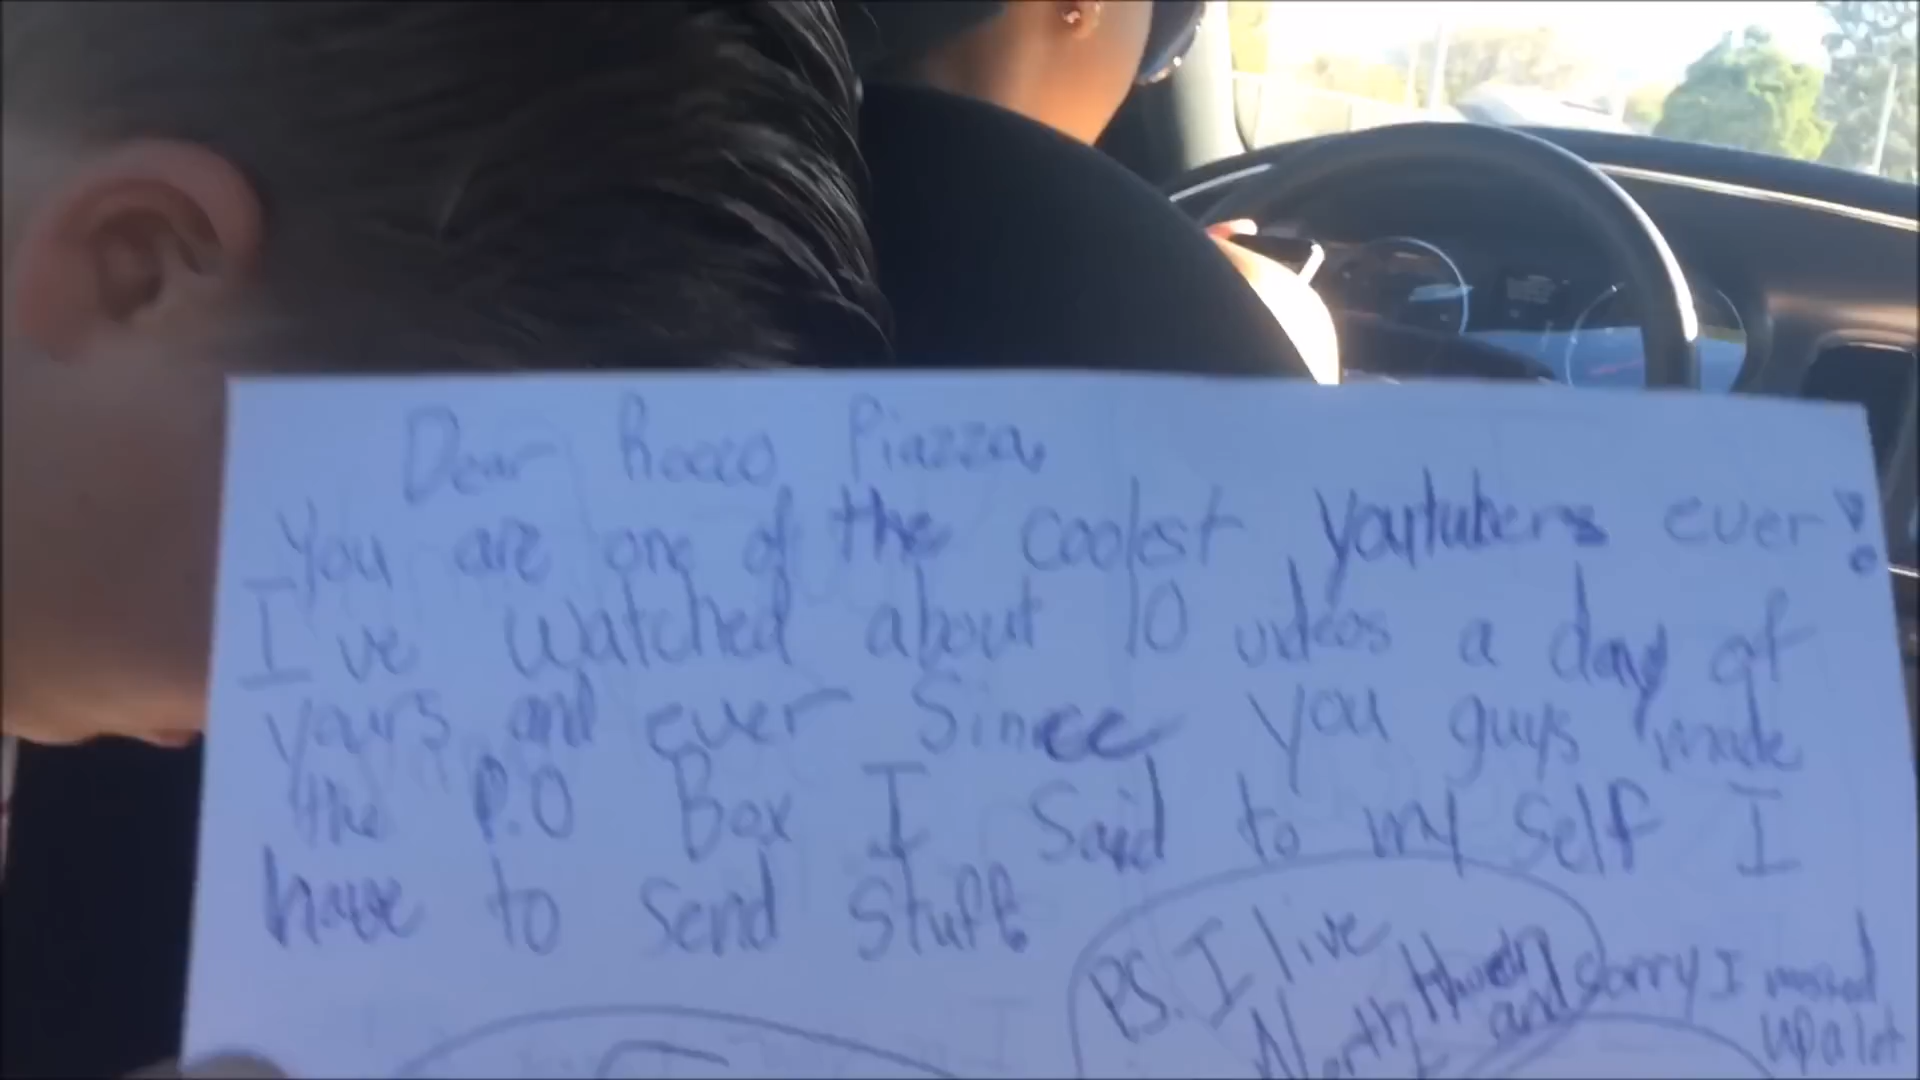 Dear Rocco Piazza,
You are one of the coolest youtubers ever!
I've watched about 10 videos a day of
yours and ever since you guys made
the P.O Box I said to my self I
have to send stuff.
P.S. I live
North Haven
and
sorry I messed
up a lot